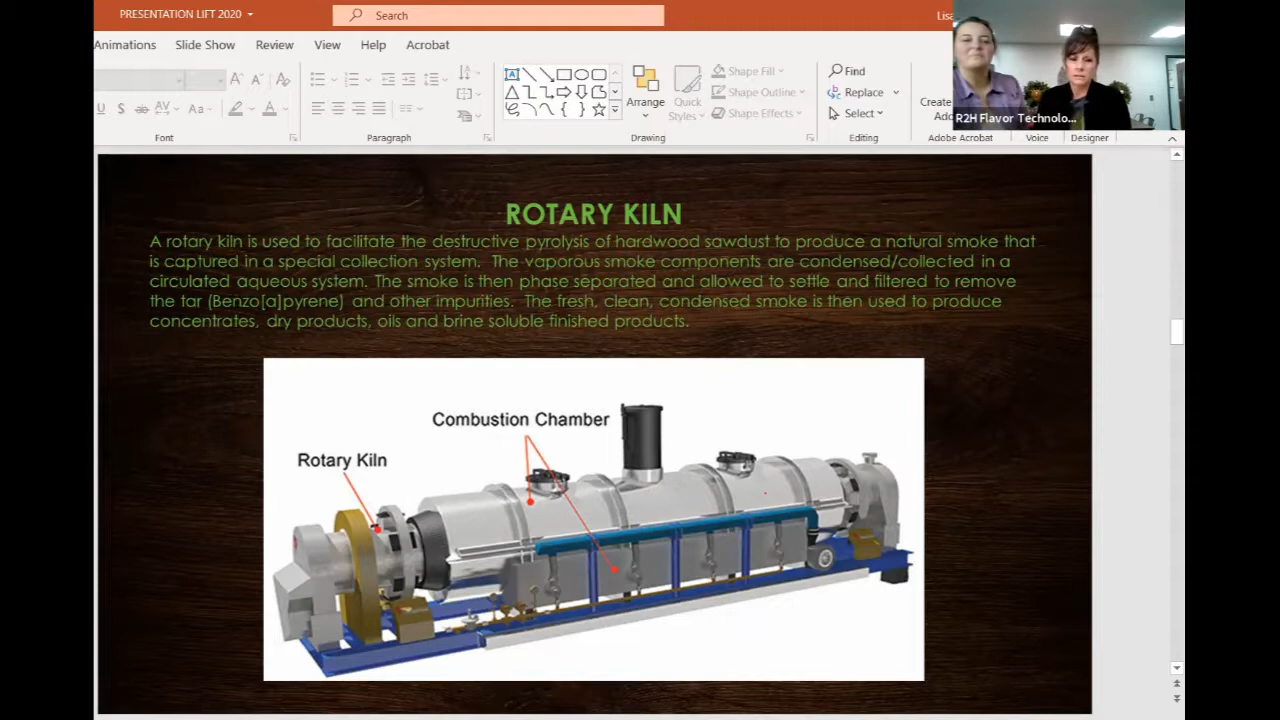 PRESENTATION LIFT 2020
Search
Lisa
Animations Slide Show Review View Help Acrobat
Shape Fill
Shape Outline
Shape Effects
Arrange
Quick
Styles
Find
Replace
Select
Create
R2H Flavor Technolo...
Font Paragraph Drawing Editing Adobe Acrobat Voice Designer
ROTARY KILN
A rotary kiln is used to facilitate the destructive pyrolysis of hardwood sawdust to produce a natural smoke that
is captured in a special collection system. The vaporous smoke components are condensed/collected in a
circulated aqueous system. The smoke is then phase separated and allowed to settle and filtered to remove
the tar (Benzo[a]pyrene) and other impurities. The fresh, clean, condensed smoke is then used to produce
concentrates, dry products, oils and brine soluble finished products.
Combustion Chamber
Rotary Kiln